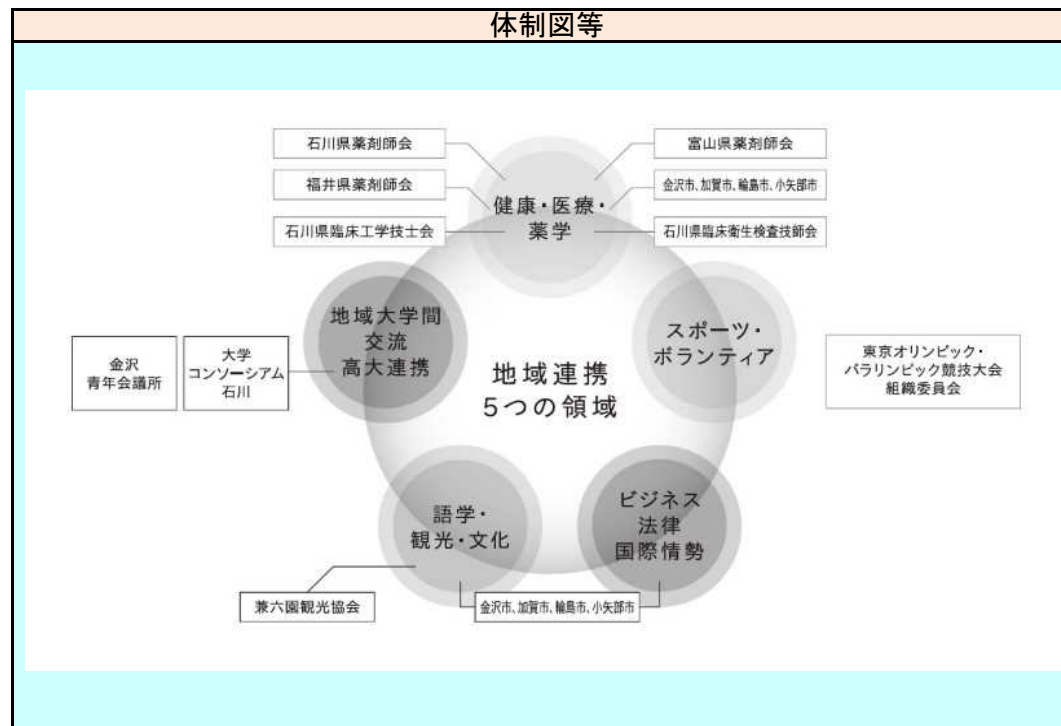 体制図等
石川県薬剤師会
富山県薬剤師会
福井県薬剤師会
金沢市、加賀市、輪島市、小矢部市
石川県臨床工学技士会
石川県臨床衛生検査技師会
健康・医療・
薬学
地域大学間
交流
高大連携
スポーツ・
ボランティア
金沢
青年会議所
大学
コンソーシアム
石川
東京オリンピック・
パラリンピック競技大会
組織委員会
地域連携
5つの領域
語学・
観光・文化
ビジネス
法律
国際情勢
兼六園観光協会
金沢市、加賀市、輪島市、小矢部市